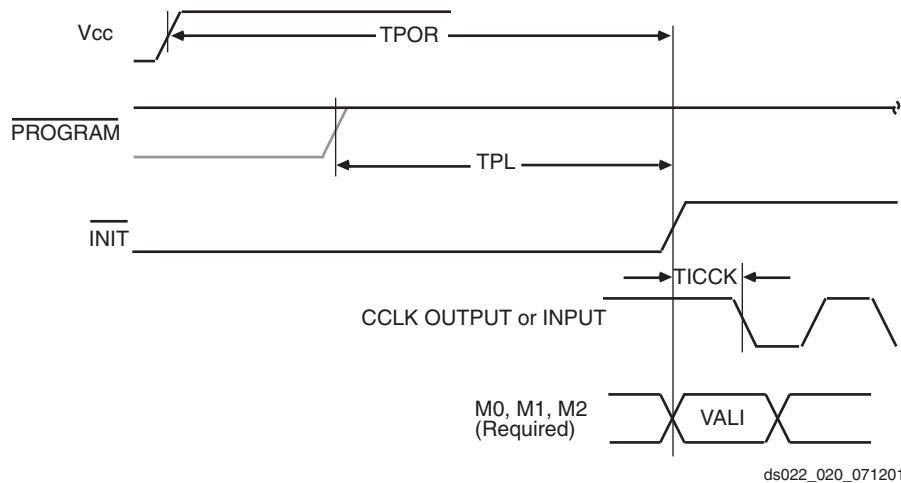 Vcc
TPOR
PROGRAM
TPL
INIT
TICCK
CCLK OUTPUT or INPUT
M0, M1, M2
(Required)
VALI
ds022_020_071201